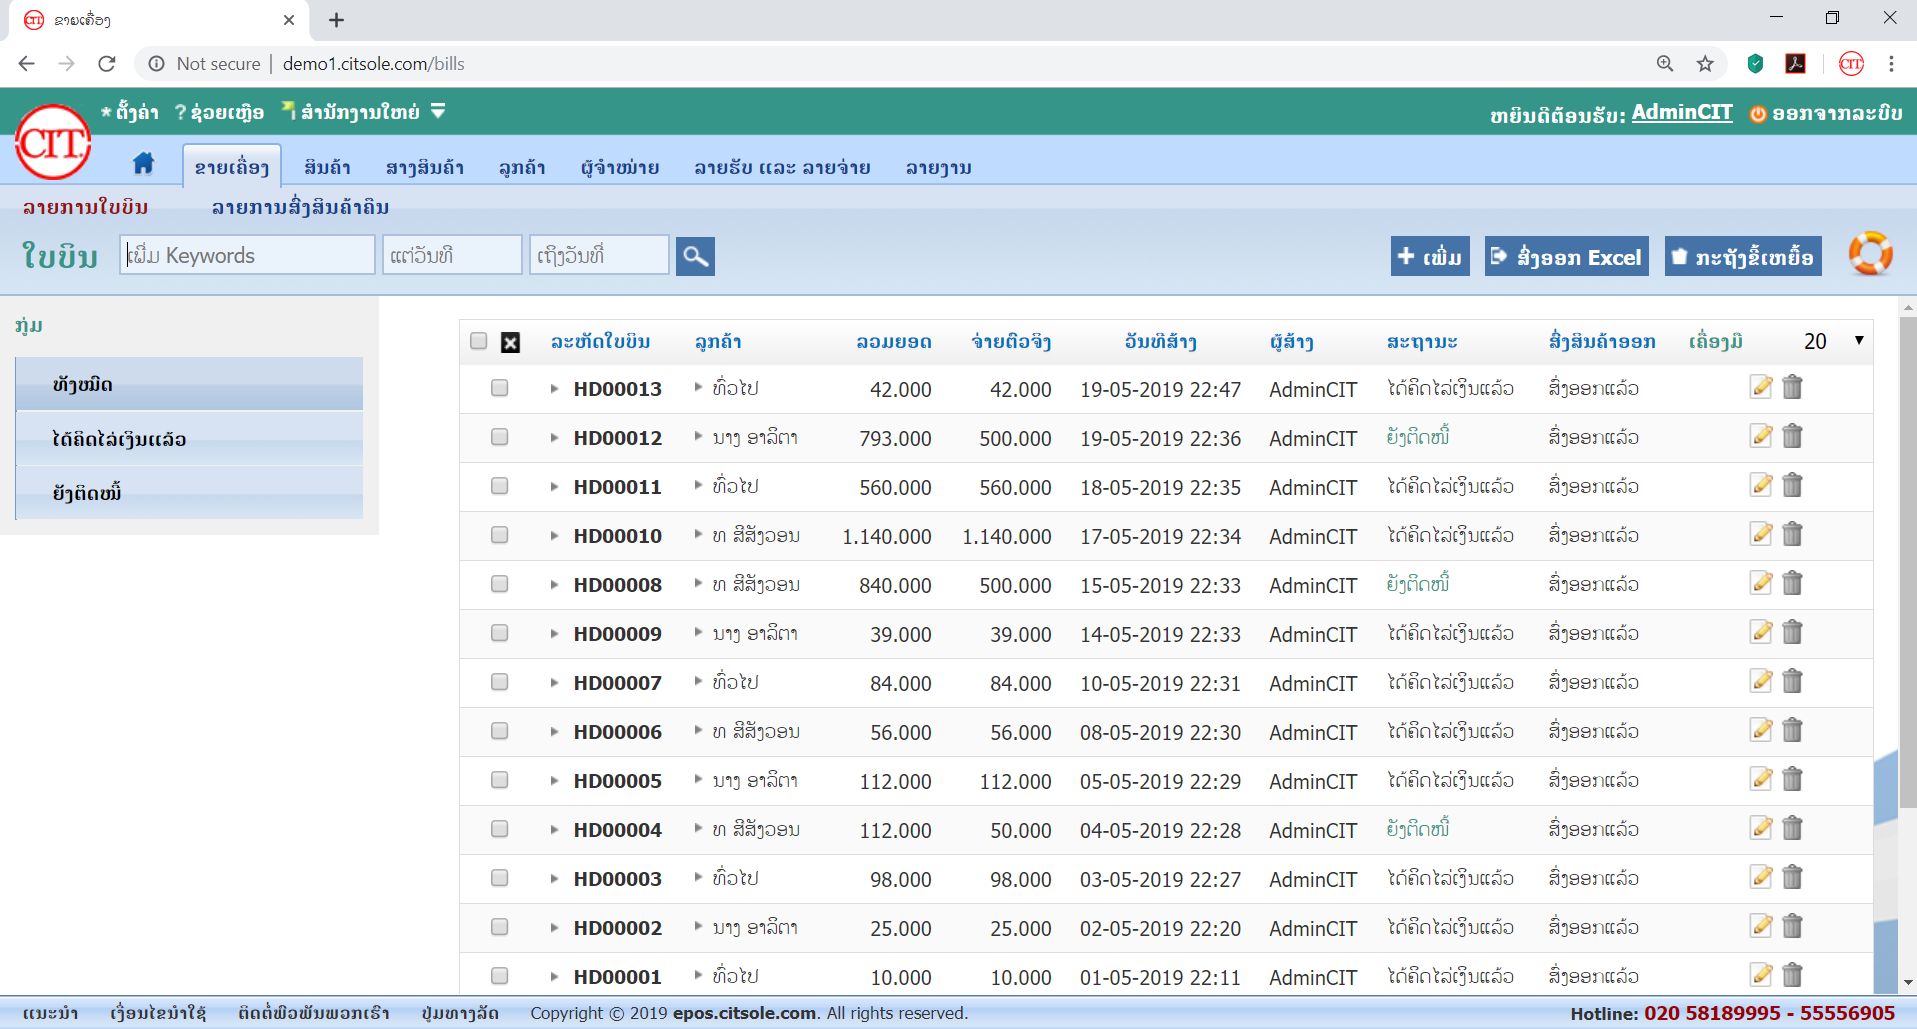 CIT ຂາຍເຄື່ອງ
Not secure | demo1.citsole.com/bills
CIT
CIT.
* ຕັ້ງຄ່າ ? ຊ່ວຍເຫຼືອ ສຳນັກງານໃຫຍ່
ຫຍິນດີຕ້ອນຮັບ: AdminCIT ອອກຈາກລະບົບ
ຂາຍເຄື່ອງ ສິນຄ້າ ສາງສິນຄ້າ ລູກຄ້າ ຜູ້ຈຳໜ່າຍ ລາຍຮັບ ແລະ ລາຍຈ່າຍ ລາຍງານ
ລາຍການໃບບິນ ລາຍການສົ່ງສິນຄ້າຄືນ
ໃບບິນ ເພີ່ມ Keywords ແຕ່ວັນທີ ເຖິງວັນທີ່ ເພີ່ມ ສົ່ງອອກ Excel ກະຖັງຂີ້ເຫຍື້ອ
ກຸ່ມ
ທັງໝົດ
ໄດ້ຄິດໄລ່ເງິນແລ້ວ
ຍັງຕິດໜີ້
ລະຫັດໃບບິນ ລູກຄ້າ ລວມຍອດ ຈ່າຍຕົວຈິງ ວັນທີສ້າງ ຜູ້ສ້າງ ສະຖານະ ສົ່ງສິນຄ້າອອກ ເຄື່ອງມື 20
HD00013 ທົ່ວໄປ 42.000 42.000 19-05-2019 22:47 AdminCIT ໄດ້ຄິດໄລ່ເງິນແລ້ວ ສົ່ງອອກແລ້ວ
HD00012 ນາງ ອາລິຕາ 793.000 500.000 19-05-2019 22:36 AdminCIT ຍັງຕິດໜີ້ ສົ່ງອອກແລ້ວ
HD00011 ທົ່ວໄປ 560.000 560.000 18-05-2019 22:35 AdminCIT ໄດ້ຄິດໄລ່ເງິນແລ້ວ ສົ່ງອອກແລ້ວ
HD00010 ທ ສີສັງວອນ 1.140.000 1.140.000 17-05-2019 22:34 AdminCIT ໄດ້ຄິດໄລ່ເງິນແລ້ວ ສົ່ງອອກແລ້ວ
HD00008 ທ ສີສັງວອນ 840.000 500.000 15-05-2019 22:33 AdminCIT ຍັງຕິດໜີ້ ສົ່ງອອກແລ້ວ
HD00009 ນາງ ອາລິຕາ 39.000 39.000 14-05-2019 22:33 AdminCIT ໄດ້ຄິດໄລ່ເງິນແລ້ວ ສົ່ງອອກແລ້ວ
HD00007 ທົ່ວໄປ 84.000 84.000 10-05-2019 22:31 AdminCIT ໄດ້ຄິດໄລ່ເງິນແລ້ວ ສົ່ງອອກແລ້ວ
HD00006 ທ ສີສັງວອນ 56.000 56.000 08-05-2019 22:30 AdminCIT ໄດ້ຄິດໄລ່ເງິນແລ້ວ ສົ່ງອອກແລ້ວ
HD00005 ນາງ ອາລິຕາ 112.000 112.000 05-05-2019 22:29 AdminCIT ໄດ້ຄິດໄລ່ເງິນແລ້ວ ສົ່ງອອກແລ້ວ
HD00004 ທ ສີສັງວອນ 112.000 50.000 04-05-2019 22:28 AdminCIT ຍັງຕິດໜີ້ ສົ່ງອອກແລ້ວ
HD00003 ທົ່ວໄປ 98.000 98.000 03-05-2019 22:27 AdminCIT ໄດ້ຄິດໄລ່ເງິນແລ້ວ ສົ່ງອອກແລ້ວ
HD00002 ນາງ ອາລິຕາ 25.000 25.000 02-05-2019 22:20 AdminCIT ໄດ້ຄິດໄລ່ເງິນແລ້ວ ສົ່ງອອກແລ້ວ
HD00001 ທົ່ວໄປ 10.000 10.000 01-05-2019 22:11 AdminCIT ໄດ້ຄິດໄລ່ເງິນແລ້ວ ສົ່ງອອກແລ້ວ
ແນະນຳ ເງື່ອນໄຂນຳໃຊ້ ຕິດຕໍ່ພົວພັນພວກເຮົາ ປຸ່ມທາງລັດ Copyright © 2019 epos.citsole.com. All rights reserved. Hotline: 020 58189995 - 55556905